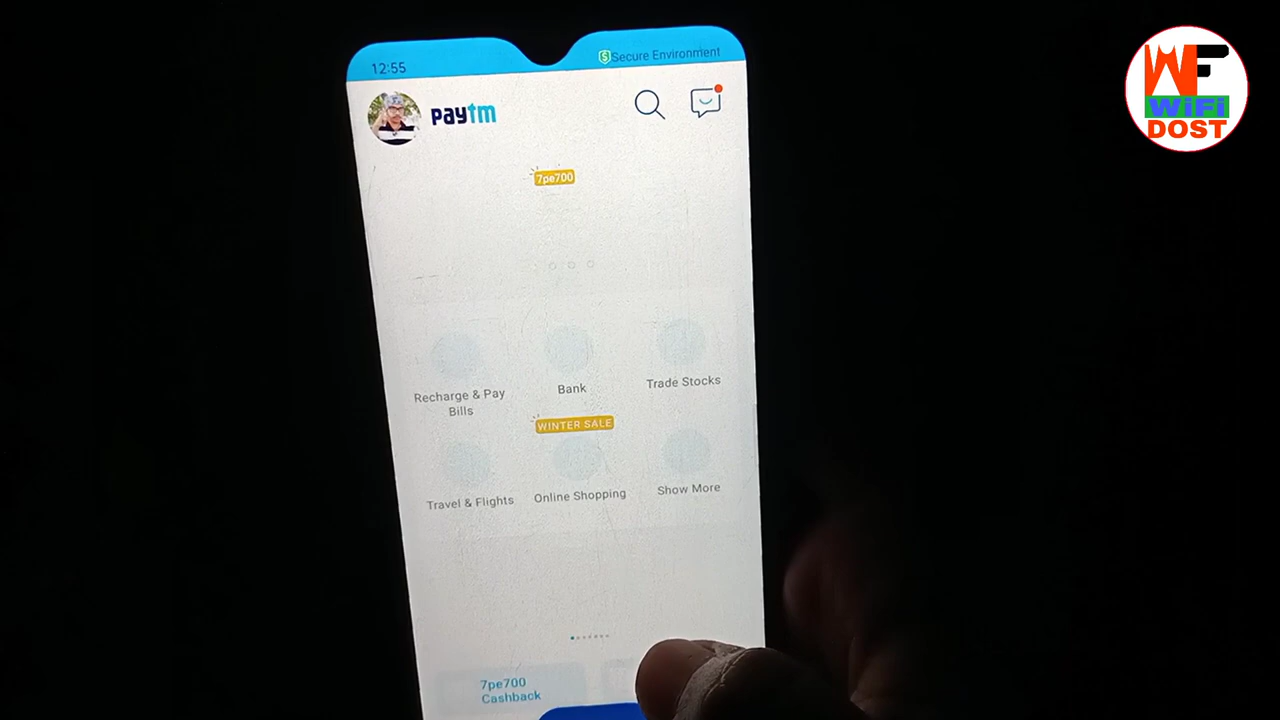 12:55
Secure Environment
paytm
7pe700
Recharge & Pay
Bills
Bank
Trade Stocks
WINTER SALE
Travel & Flights
Online Shopping
Show More
7pe700
Cashback
WF
WiFi
DOST